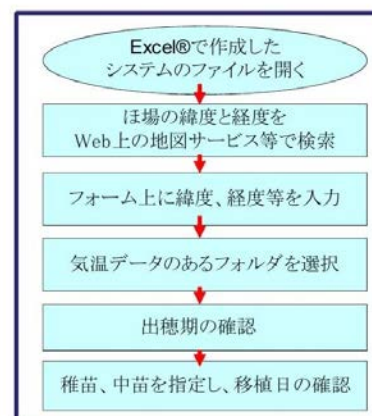 Excel®で作成した
システムのファイルを開く
ほ場の緯度と経度を
Web上の地図サービス等で検索
フォーム上に緯度、経度等を入力
気温データのあるフォルダを選択
出穂期の確認
稚苗、中苗を指定し、移植日の確認